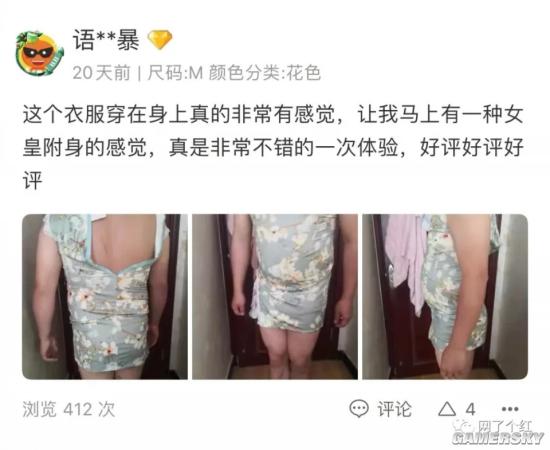 语**暴
20天前 | 尺码:M 颜色分类:花色
这个衣服穿在身上真的非常有感觉，让我马上有一种女
皇附身的感觉，真是非常不错的一次体验，好评好评好
评
浏览 412 次
评论
4
网了个红
GAMERSKY